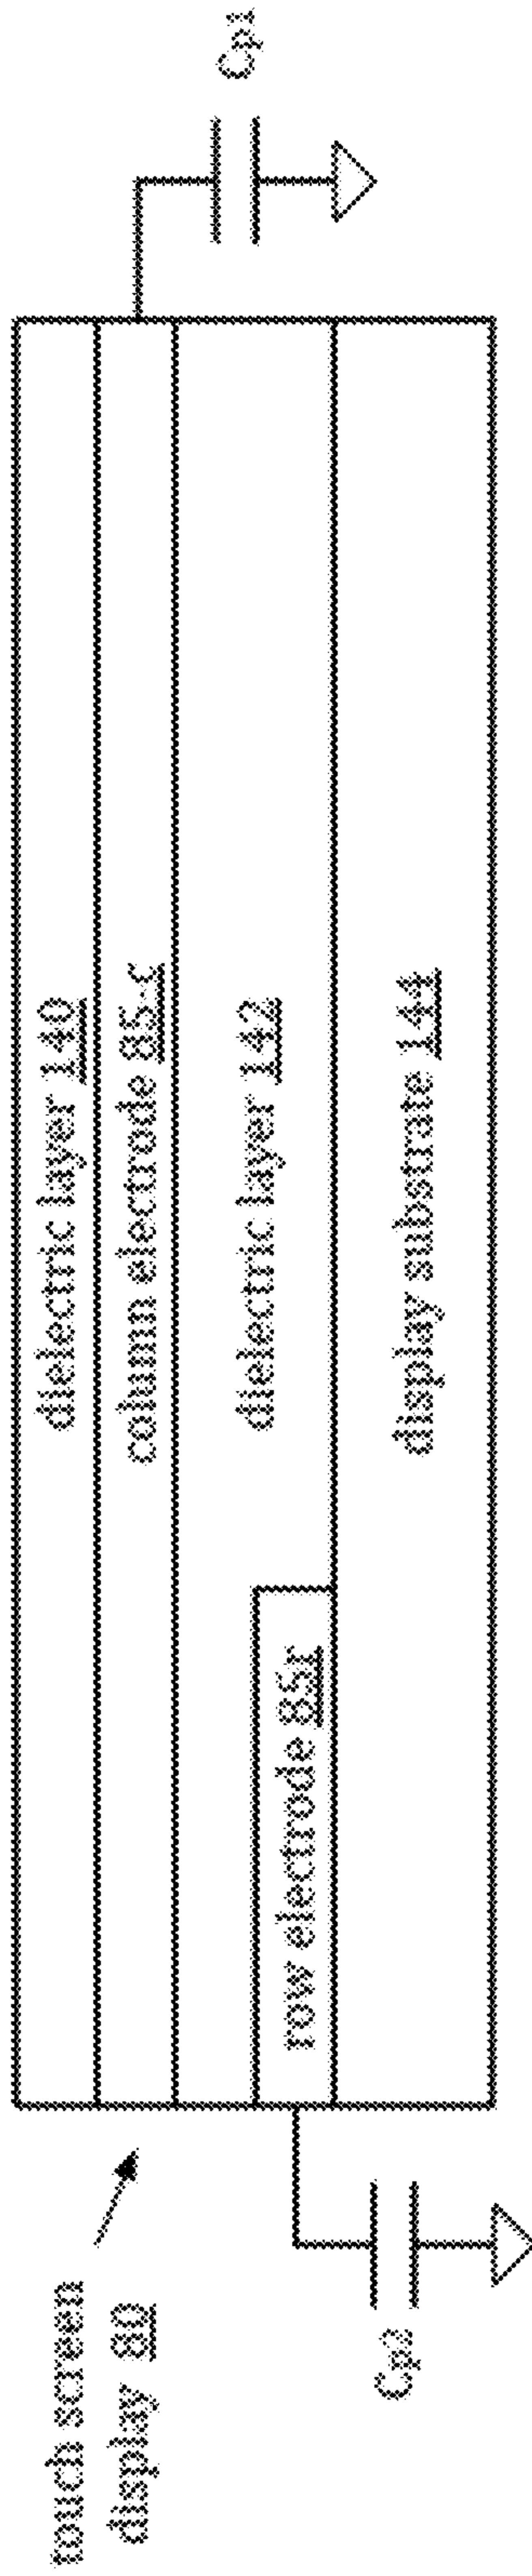 touch screen
display 80
dielectric layer 140
column electrode 85-c
dielectric layer 142
row electrode 85r
display substrate 144
Cp1
Cp2